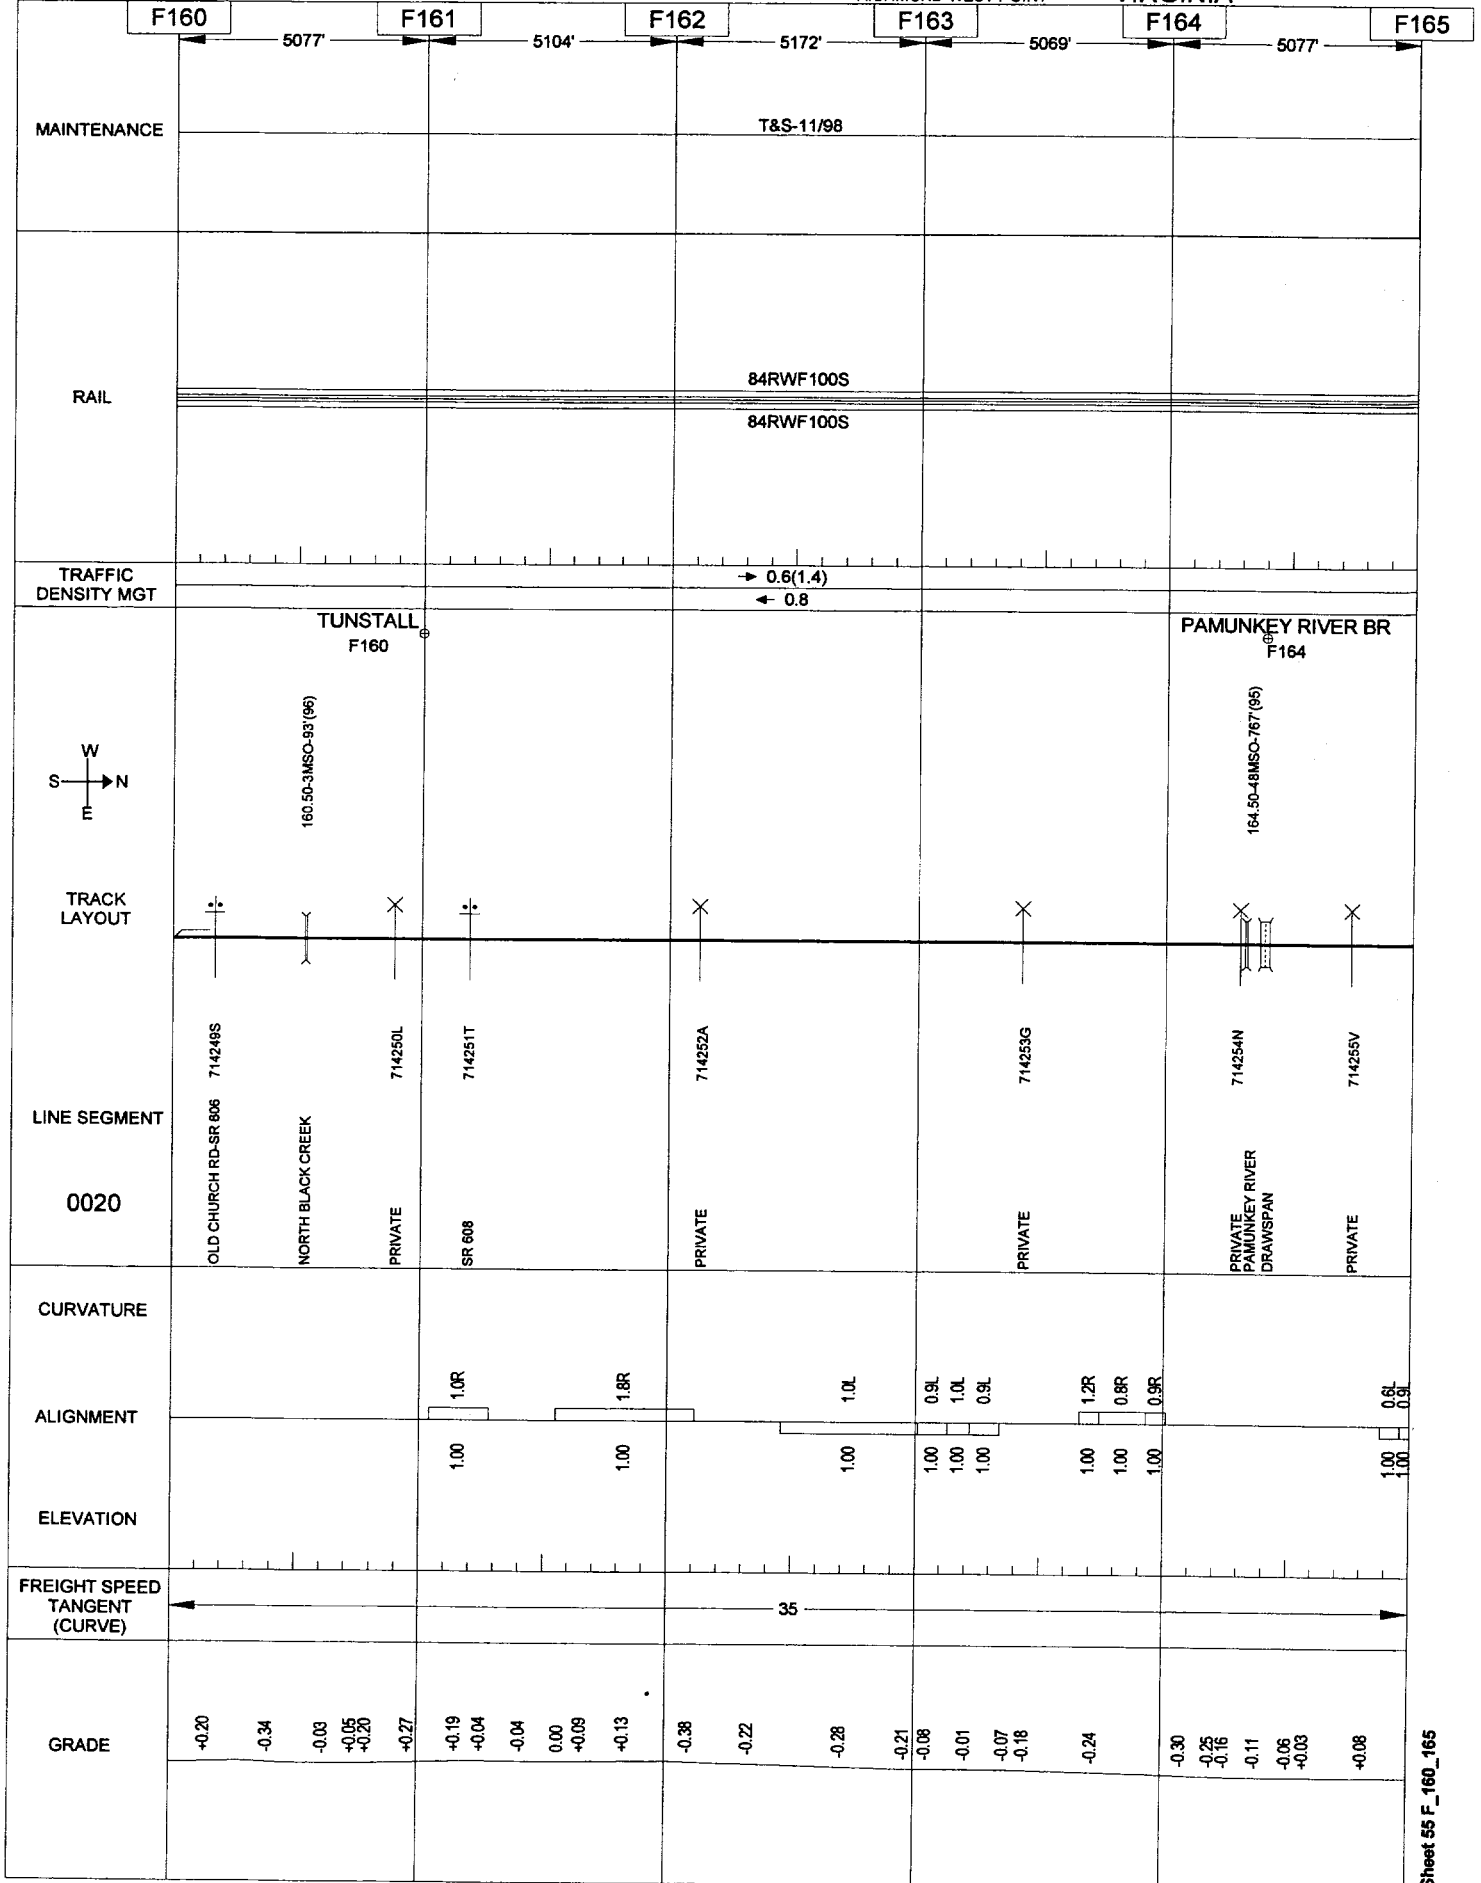 VIRGINIA
F160 F161 F162 F163 F164 F165
5077' 5104' 5172' 5069' 5077'
MAINTENANCE
T&S-11/98
RAIL
84RWF100S
84RWF100S
TRAFFIC
DENSITY MGT
0.6(1.4)
0.8
TUNSTALL
F160
PAMUNKEY RIVER BR
F164
160.50-3MSO-93'(96)
164.50-48MSO-767'(95)
W
S N
E
TRACK
LAYOUT
714249S
714250L
714251T
714252A
714253G
714254N
714255V
LINE SEGMENT
0020
OLD CHURCH RD-SR 606
NORTH BLACK CREEK
PRIVATE
SR 608
PRIVATE
PRIVATE
PRIVATE
PAMUNKEY RIVER
DRAWSPAN
PRIVATE
CURVATURE
1.0R 1.8R 1.0L 0.9L 1.0L 0.9L 1.2R 0.8R 0.9R 0.6L 0.9L
ALIGNMENT
1.00 1.00 1.00 1.00 1.00 1.00 1.00 1.00 1.00 1.00 1.00
ELEVATION
FREIGHT SPEED
TANGENT
(CURVE)
35
GRADE
+0.20 -0.34 -0.03 +0.05 +0.20 +0.27 +0.19 +0.04 -0.04 0.00 +0.09 +0.13 -0.38 -0.22 -0.28 -0.21 -0.08 -0.01 -0.07 -0.18 -0.24 -0.30 -0.25 -0.16 -0.11 -0.06 +0.03 +0.08
Sheet 55 F_160_165